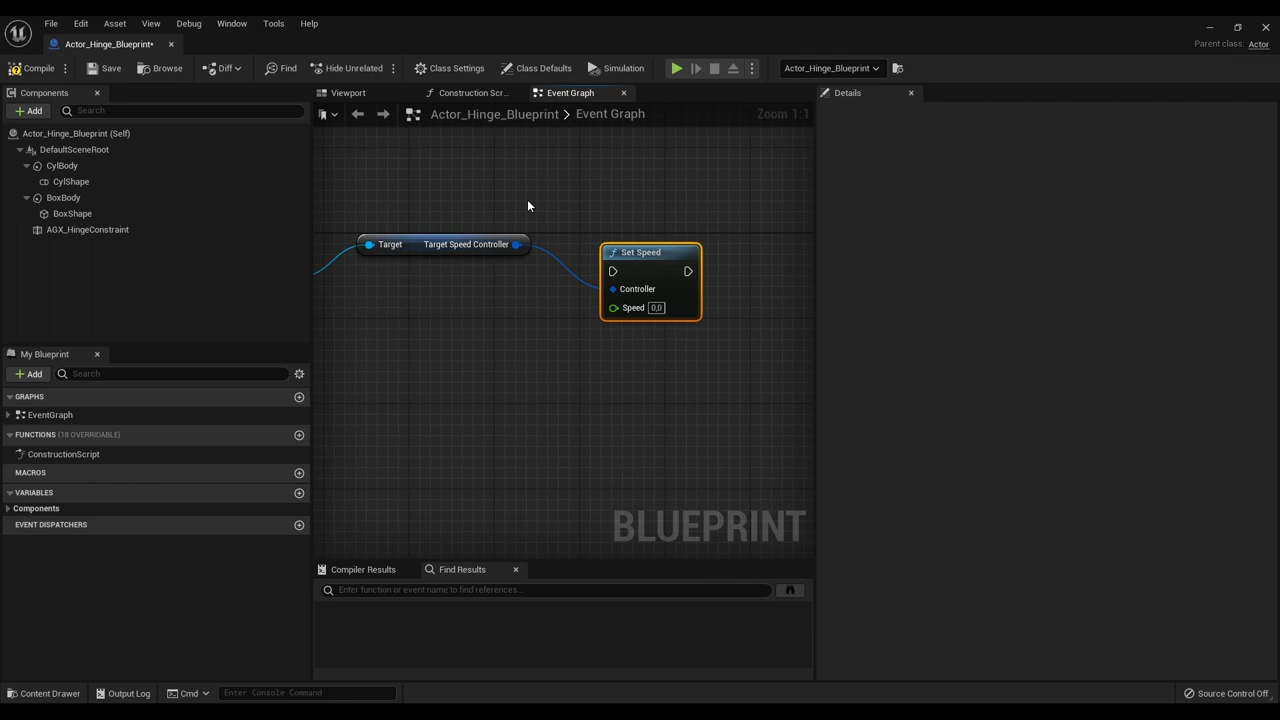 File Edit Asset View Debug Window Tools Help
Actor_Hinge_Blueprint*
Parent class: Actor
Compile Save Browse Diff Find Hide Unrelated Class Settings Class Defaults Simulation Actor_Hinge_Blueprint
Components
Add Search
Actor_Hinge_Blueprint (Self)
DefaultSceneRoot
CylBody
CylShape
BoxBody
BoxShape
AGX_HingeConstraint
My Blueprint
Add Search
GRAPHS
EventGraph
FUNCTIONS (18 OVERRIDABLE)
ConstructionScript
MACROS
VARIABLES
Components
EVENT DISPATCHERS
Viewport Construction Scr... Event Graph
Actor_Hinge_Blueprint > Event Graph Zoom 1:1
Target Target Speed Controller
Set Speed
Controller
Speed 0,0
BLUEPRINT
Compiler Results Find Results
Enter function or event name to find references...
Details
Content Drawer Output Log Cmd Enter Console Command Source Control Off